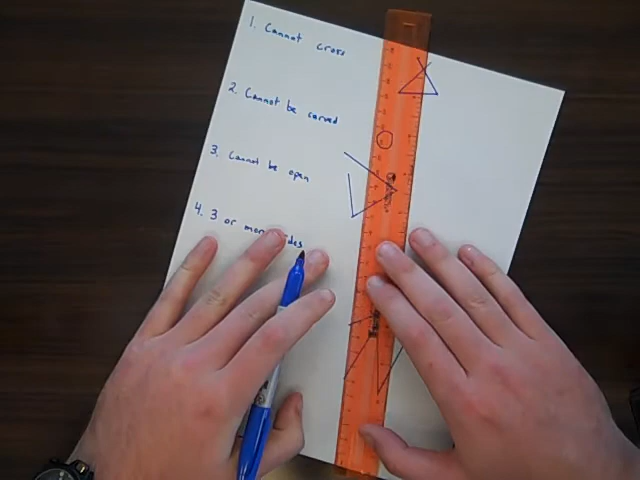 1. Cannot cross
2. Cannot be curved
3. Cannot be open
4. 3 or more sides